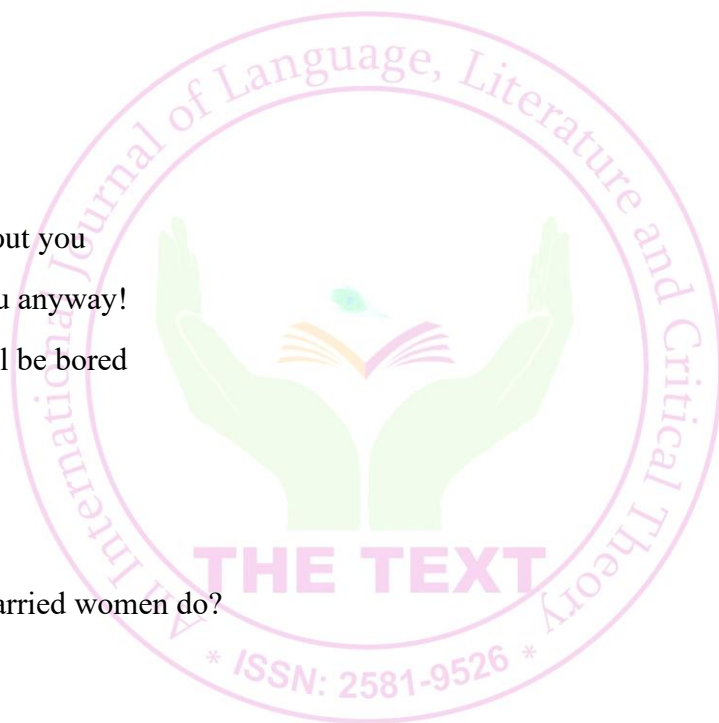 An International Journal of Language, Literature and Critical Theory
out you
u anyway!
l be bored
THE TEXT
arried women do?
* ISSN: 2581-9526 *